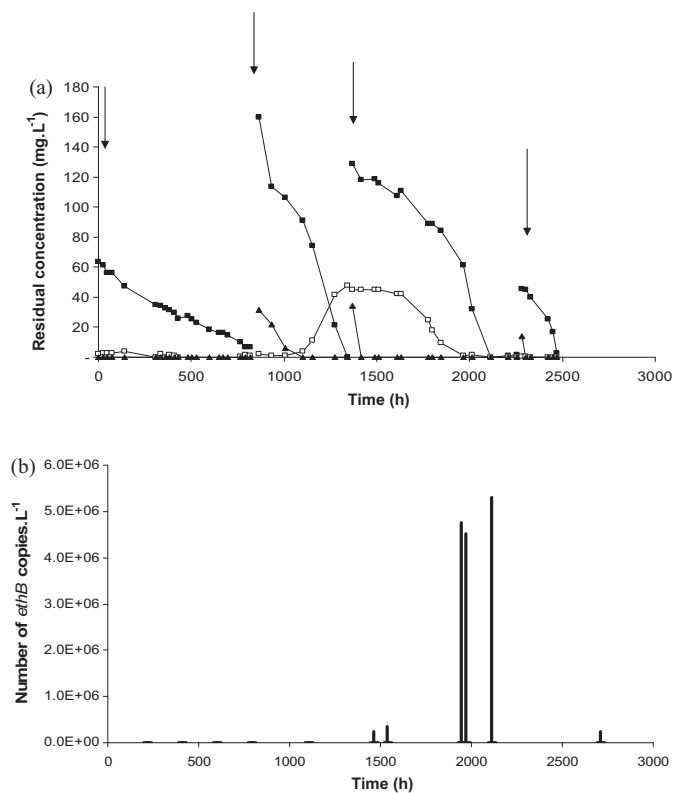 (a)
Residual concentration (mg.L-1)
180
160
140
120
100
80
60
40
20
-
0 500 1000 1500 2000 2500 3000
Time (h)
(b)
Number of ethB copies.L-1
6.0E+06
5.0E+06
4.0E+06
3.0E+06
2.0E+06
1.0E+06
0.0E+00
0 500 1000 1500 2000 2500 3000
Time (h)